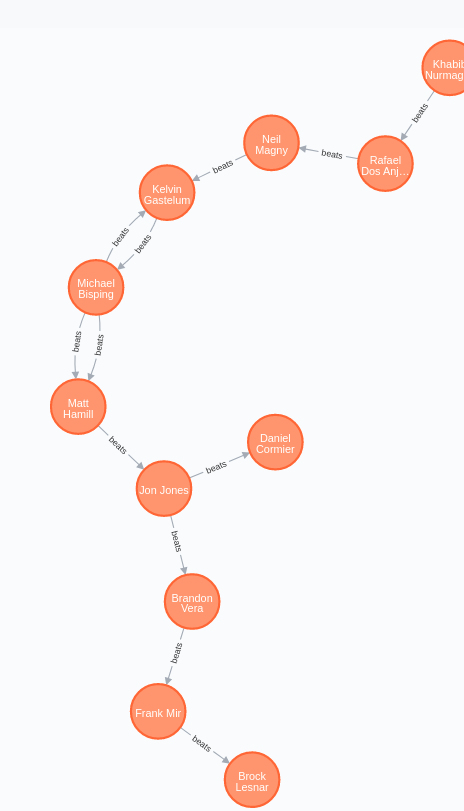 Khabib
Nurmag
beats
Neil
Magny
beats
Rafael
Dos Anj...
beats
Kelvin
Gastelum
beats
beats
Michael
Bisping
beats
beats
Matt
Hamill
beats
Daniel
Cormier
beats
Jon Jones
beats
Brandon
Vera
beats
Frank Mir
beats
Brock
Lesnar